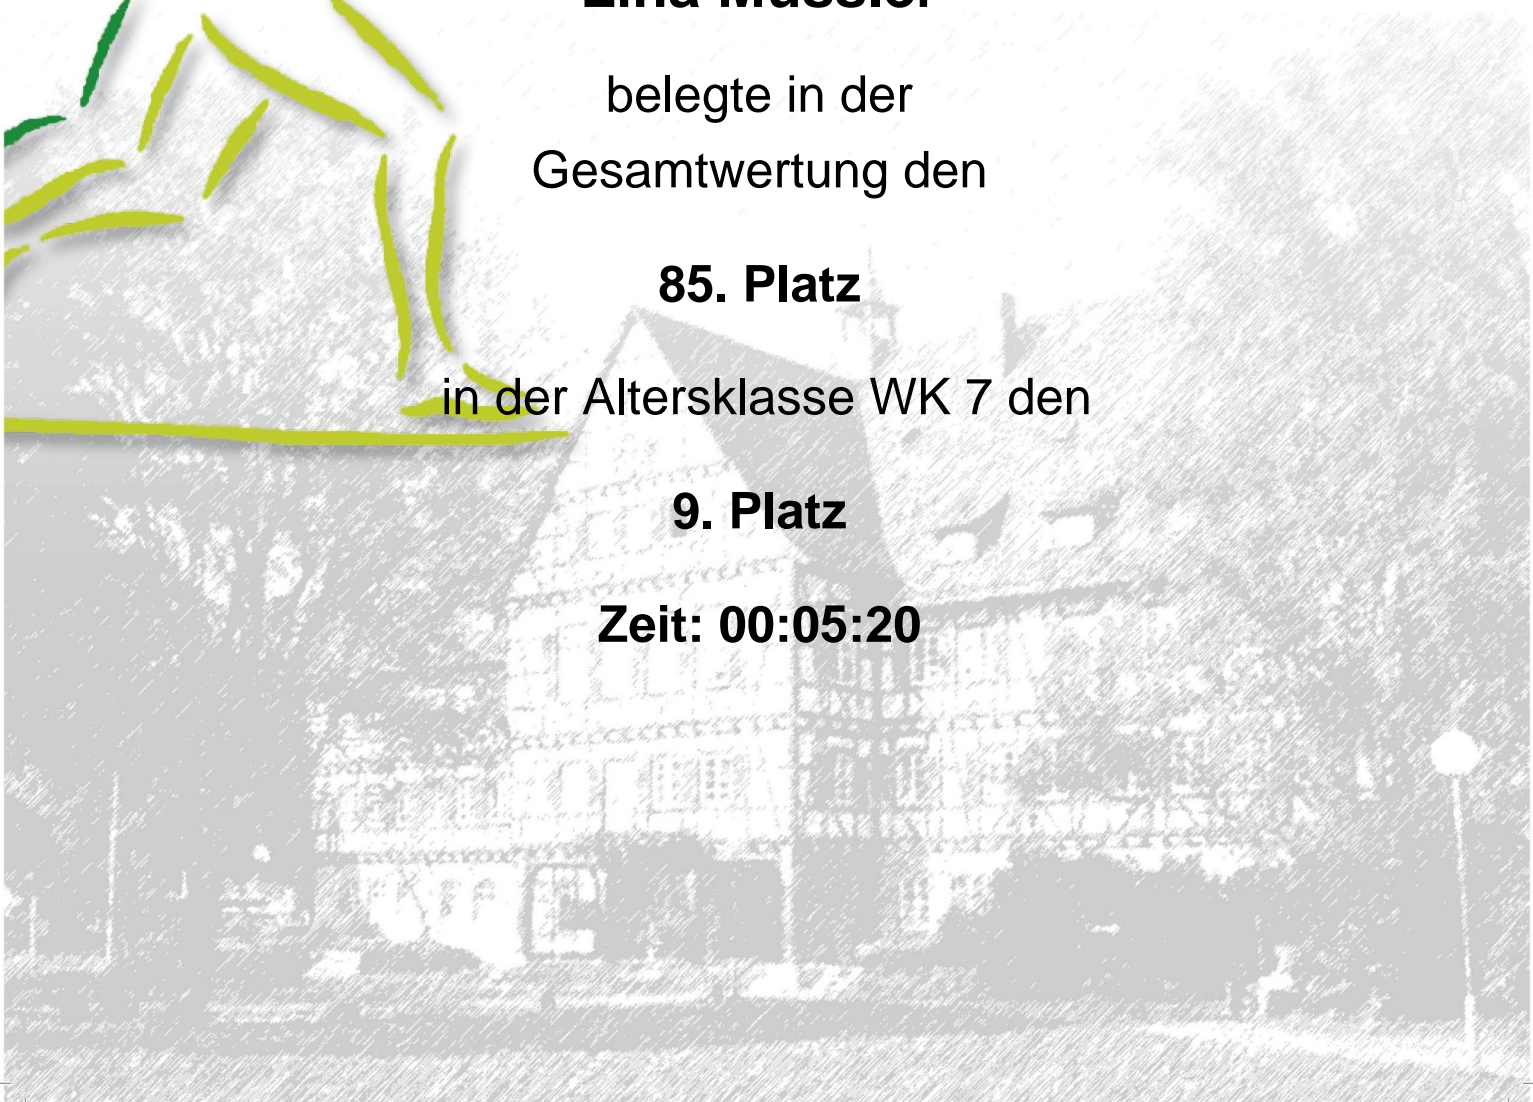 belegte in der
Gesamtwertung den
85. Platz
in der Altersklasse WK 7 den
9. Platz
Zeit: 00:05:20